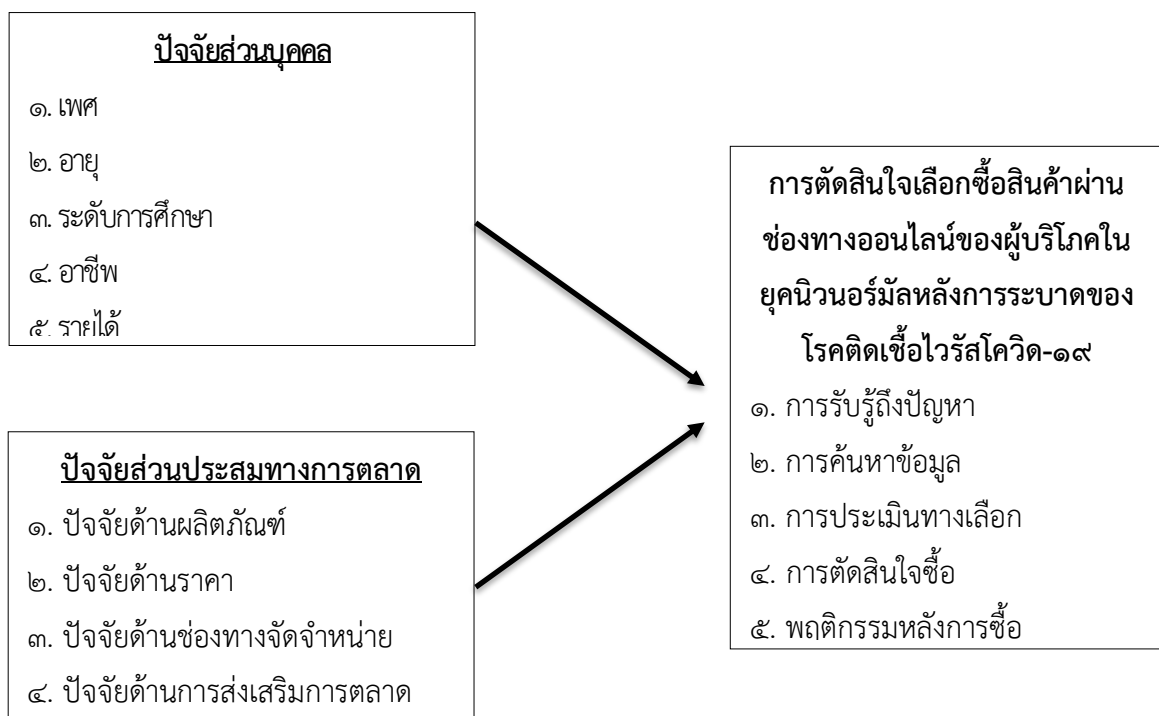 ปัจจัยส่วนบุคคล
๑. เพศ
๒. อายุ
๓. ระดับการศึกษา
๔. อาชีพ
๕. รายได้
ปัจจัยส่วนประสมทางการตลาด
๑. ปัจจัยด้านผลิตภัณฑ์
๒. ปัจจัยด้านราคา
๓. ปัจจัยด้านช่องทางจัดจำหน่าย
๔. ปัจจัยด้านการส่งเสริมการตลาด
การตัดสินใจเลือกซื้อสินค้าผ่าน
ช่องทางออนไลน์ของผู้บริโภคใน
ยุคนิวนอร์มัลหลังการระบาดของ
โรคติดเชื้อไวรัสโควิด-๑๙
๑. การรับรู้ถึงปัญหา
๒. การค้นหาข้อมูล
๓. การประเมินทางเลือก
๔. การตัดสินใจซื้อ
๕. พฤติกรรมหลังการซื้อ